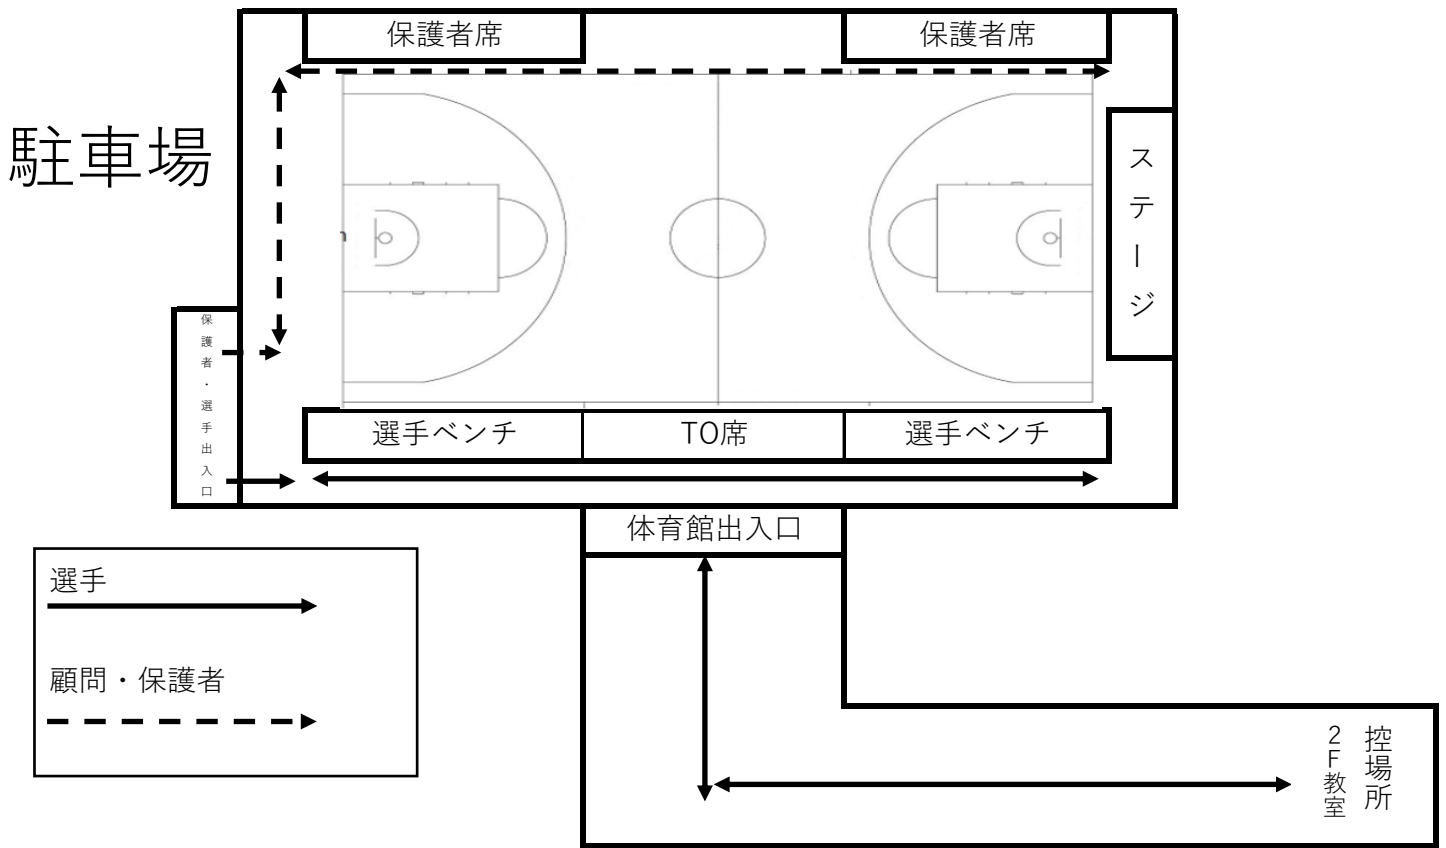 保護者席
保護者席
駐車場
ステージ
保護者・選手出入口
選手ベンチ
TO席
選手ベンチ
体育館出入口
選手
顧問・保護者
控場所
2F教室